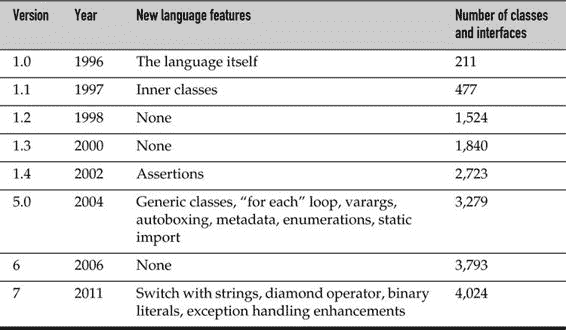 Version Year New language features Number of classes
and interfaces
1.0 1996 The language itself 211
1.1 1997 Inner classes 477
1.2 1998 None 1,524
1.3 2000 None 1,840
1.4 2002 Assertions 2,723
5.0 2004 Generic classes, “for each” loop, varargs, 3,279
autoboxing, metadata, enumerations, static
import
6 2006 None 3,793
7 2011 Switch with strings, diamond operator, binary 4,024
literals, exception handling enhancements